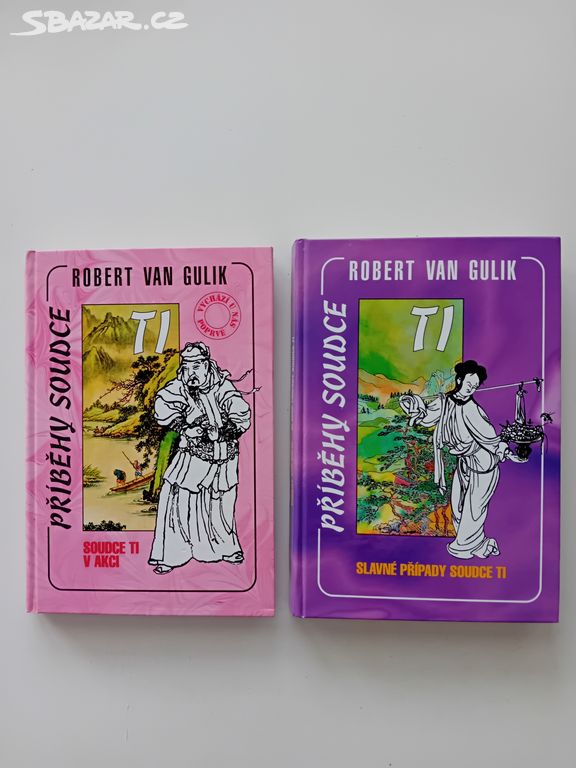 SBAZAR.CZ
ROBERT VAN GULIK
PŘÍBĚHY SOUDCE
TI
VYCHÁZÍ U NÁS
POPRVÉ
SOUDCE TI
V AKCI
ROBERT VAN GULIK
PŘÍBĚHY SOUDCE
TI
SLAVNÉ PŘÍPADY SOUDCE TI